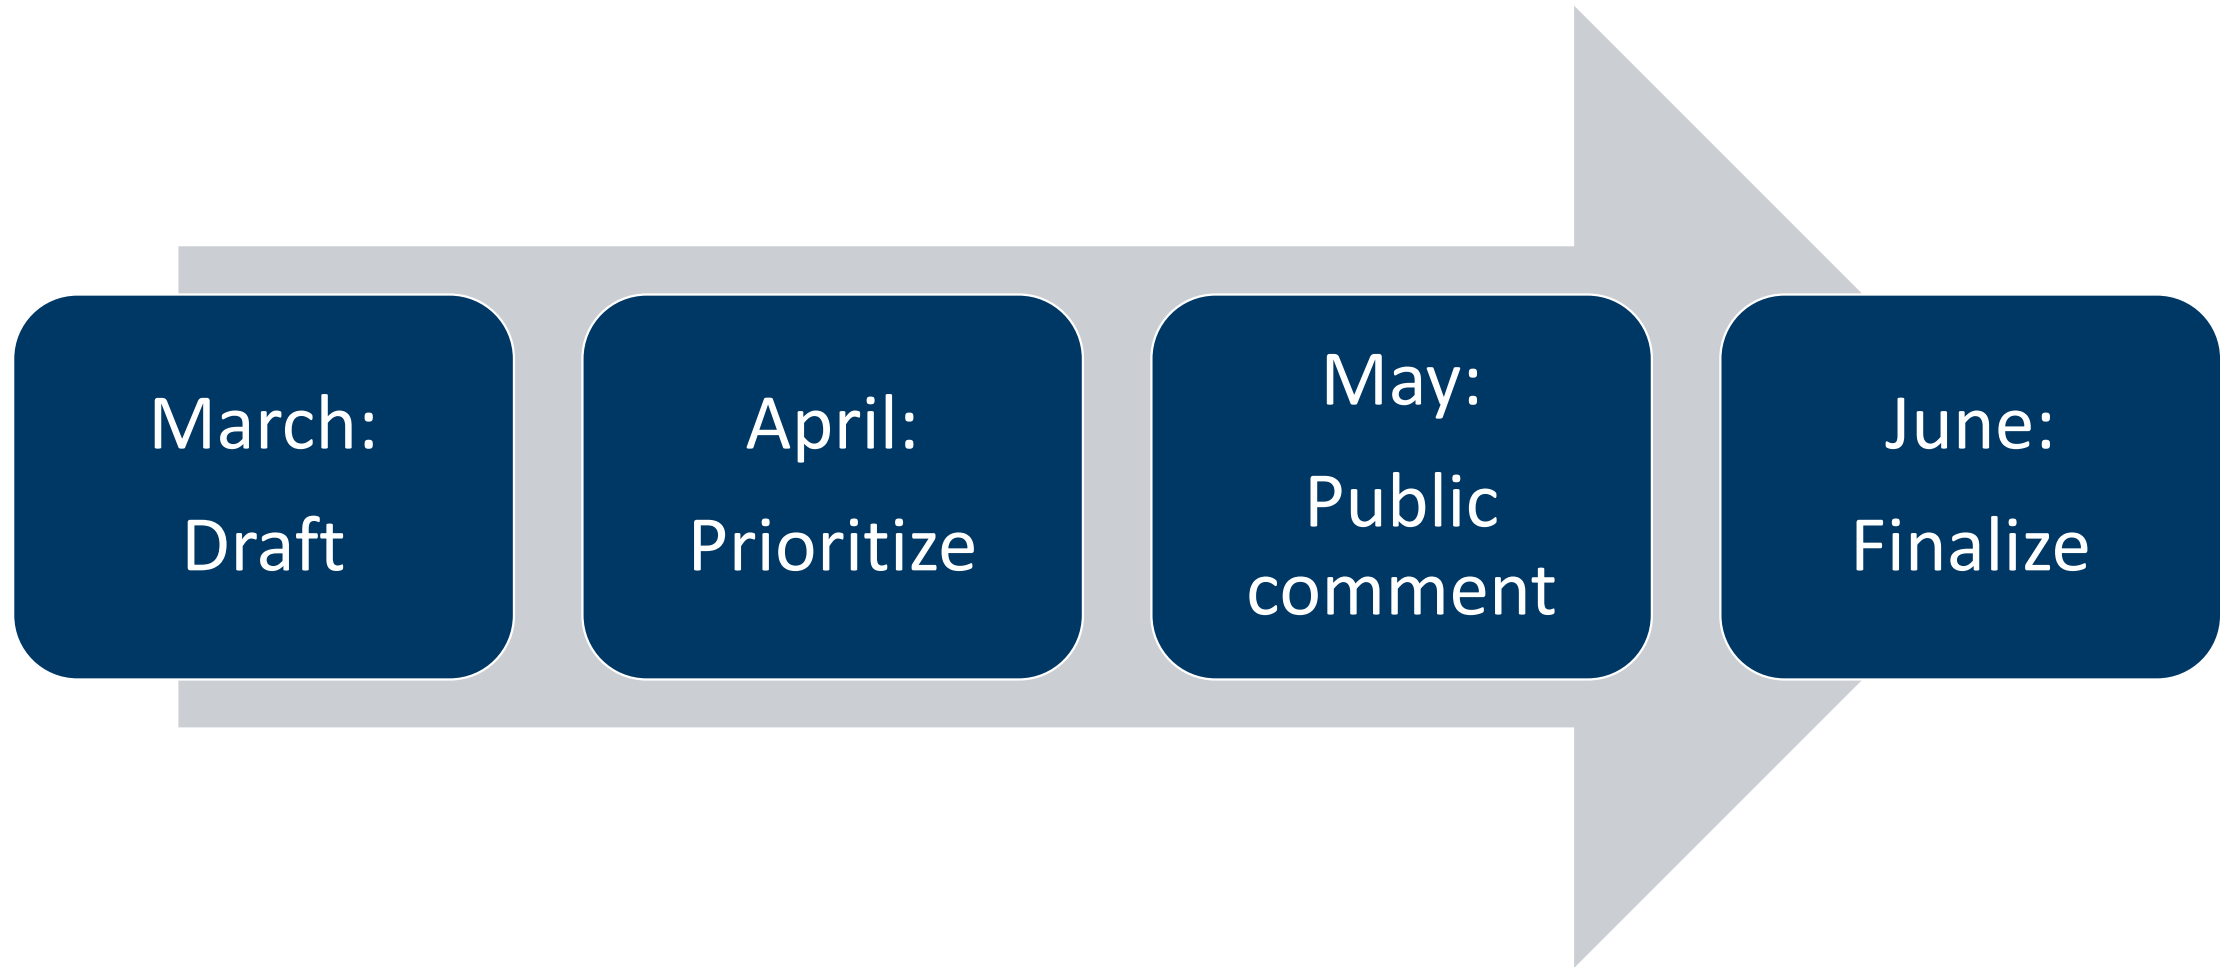 March:
Draft
April:
Prioritize
May:
Public
comment
June:
Finalize